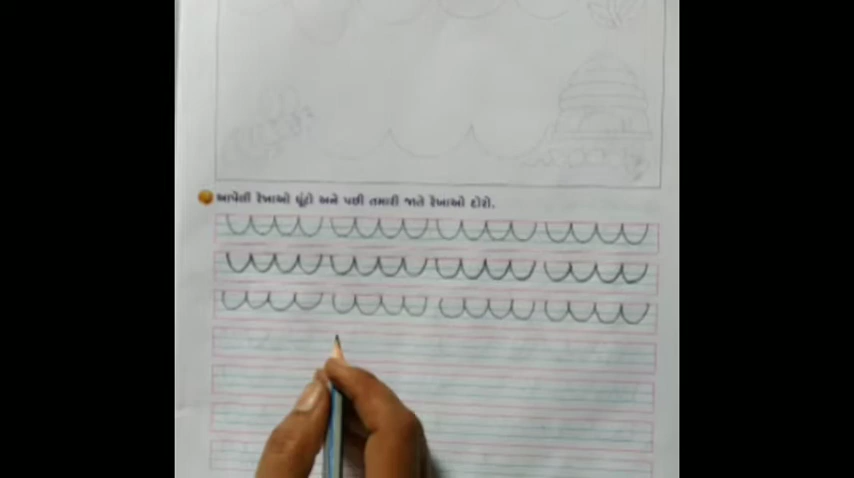 આપેલી રેખાઓ ઘૂંટો અને પછી તમારી જાતે રેખાઓ દોરો.